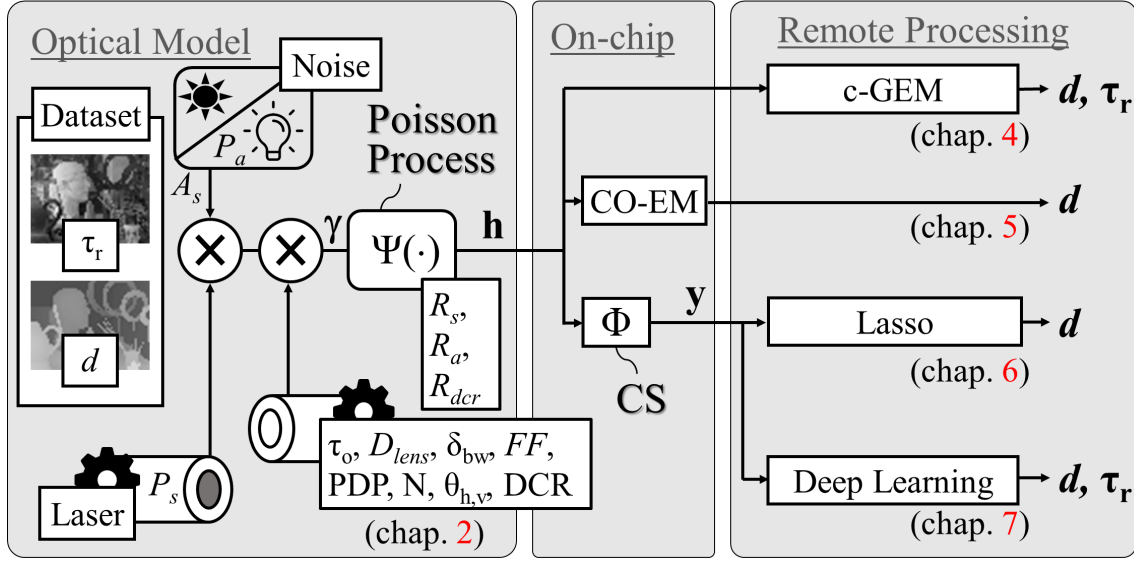 Optical Model
Noise
P_a
Dataset
τ_r
d
A_s
×
×
γ
Poisson
Process
Ψ(·)
h
R_s,
R_a,
R_dcr
P_s
Laser
τ_o, D_lens, δ_bw, FF,
PDP, N, θ_h,v, DCR
(chap. 2)
On-chip
CO-EM
Φ
CS
y
Remote Processing
c-GEM
d, τ_r
(chap. 4)
d
(chap. 5)
Lasso
d
(chap. 6)
Deep Learning
d, τ_r
(chap. 7)